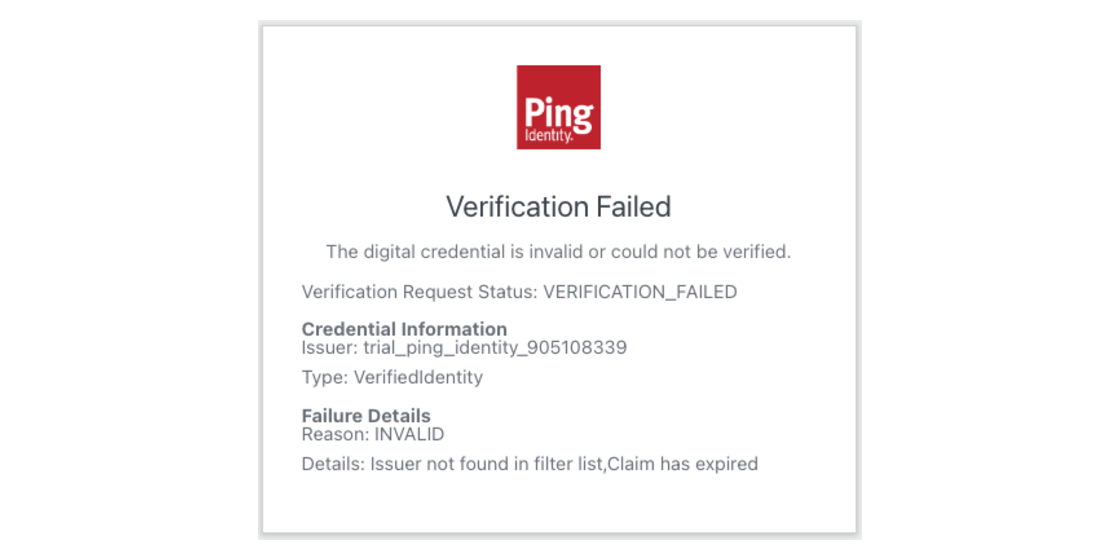 Ping
Identity.
Verification Failed
The digital credential is invalid or could not be verified.
Verification Request Status: VERIFICATION_FAILED
Credential Information
Issuer: trial_ping_identity_905108339
Type: VerifiedIdentity
Failure Details
Reason: INVALID
Details: Issuer not found in filter list,Claim has expired